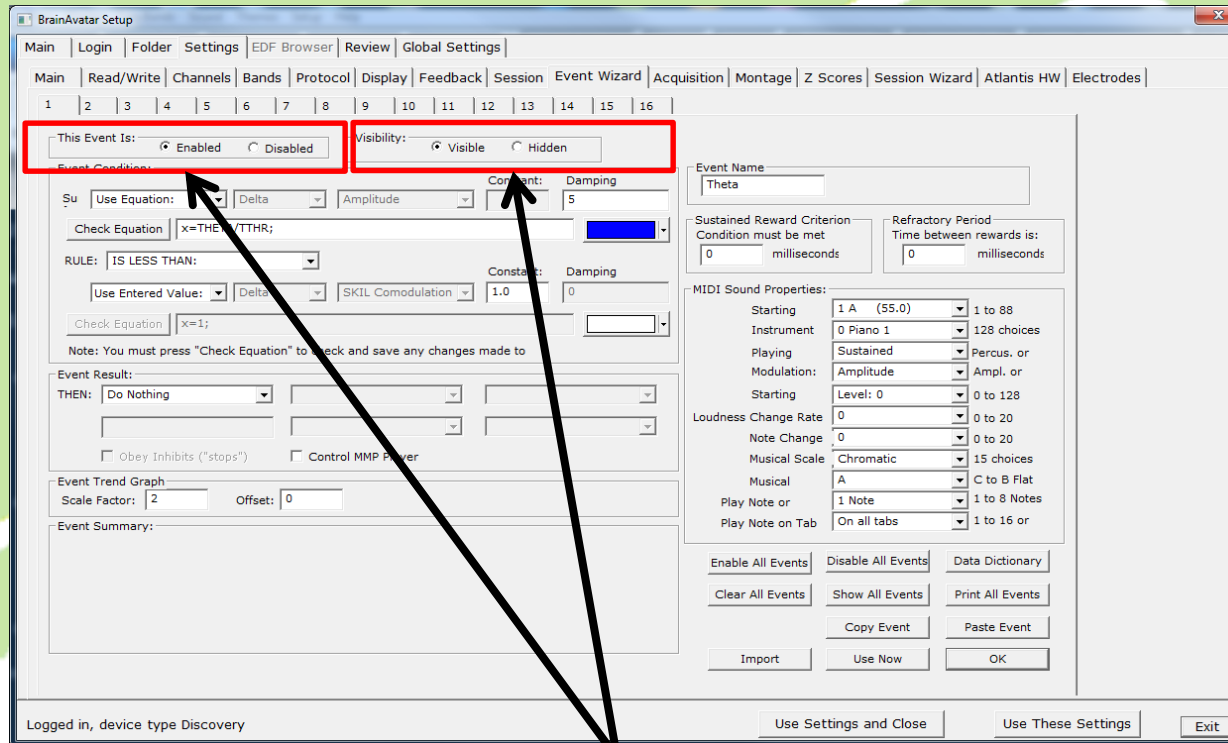 BrainAvatar Setup
Main Login Folder Settings EDF Browser Review Global Settings
Main Read/Write Channels Bands Protocol Display Feedback Session Event Wizard Acquisition Montage Z Scores Session Wizard Atlantis HW Electrodes
1 2 3 4 5 6 7 8 9 10 11 12 13 14 15 16
This Event Is: Enabled Disabled
Visibility: Visible Hidden
Event Condition:
Constant: Damping
Su Use Equation: Delta Amplitude 5
Check Equation
RULE: IS LESS THAN:
Constant: Damping
Use Entered Value: Delta SKIL Comodulation 1.0 0
Check Equation x=1;
Note: You must press "Check Equation" to check and save any changes made to
Event Result:
THEN: Do Nothing
Obey Inhibits ("stops") Control MMP Player
Event Trend Graph
Scale Factor: 2 Offset: 0
Event Summary:
Event Name
Theta
Sustained Reward Criterion
Condition must be met
0 milliseconds
Refractory Period
Time between rewards is:
0 milliseconds
MIDI Sound Properties:
Starting 1 A (55.0) 1 to 88
Instrument 0 Piano 1 128 choices
Playing Sustained Percus. or
Modulation: Amplitude Ampl. or
Starting Level: 0 0 to 128
Loudness Change Rate 0 0 to 20
Note Change 0 0 to 20
Musical Scale Chromatic 15 choices
Musical A C to B Flat
Play Note or 1 Note 1 to 8 Notes
Play Note on Tab On all tabs 1 to 16 or
Enable All Events Disable All Events Data Dictionary
Clear All Events Show All Events Print All Events
Copy Event Paste Event
Import Use Now OK
Logged in, device type Discovery
Use Settings and Close Use These Settings Exit